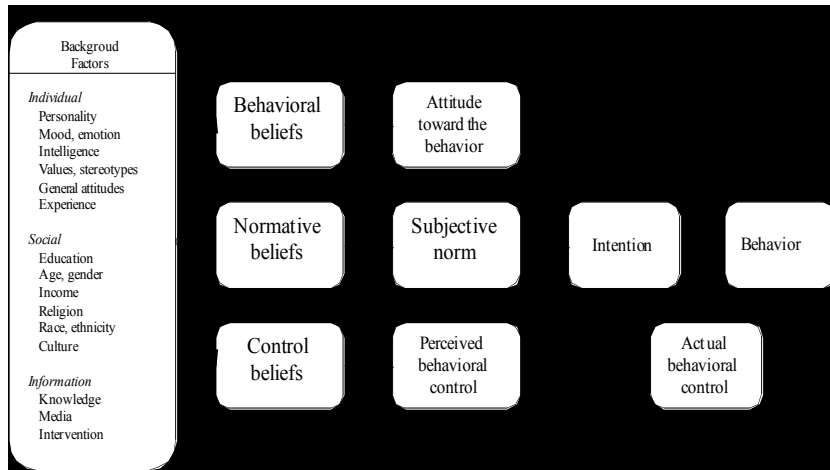 Backgroud
Factors
Individual
Personality
Mood, emotion
Intelligence
Values, stereotypes
General attitudes
Experience
Social
Education
Age, gender
Income
Religion
Race, ethnicity
Culture
Information
Knowledge
Media
Intervention
Behavioral
beliefs
Attitude
toward the
behavior
Normative
beliefs
Subjective
norm
Intention
Behavior
Control
beliefs
Perceived
behavioral
control
Actual
behavioral
control